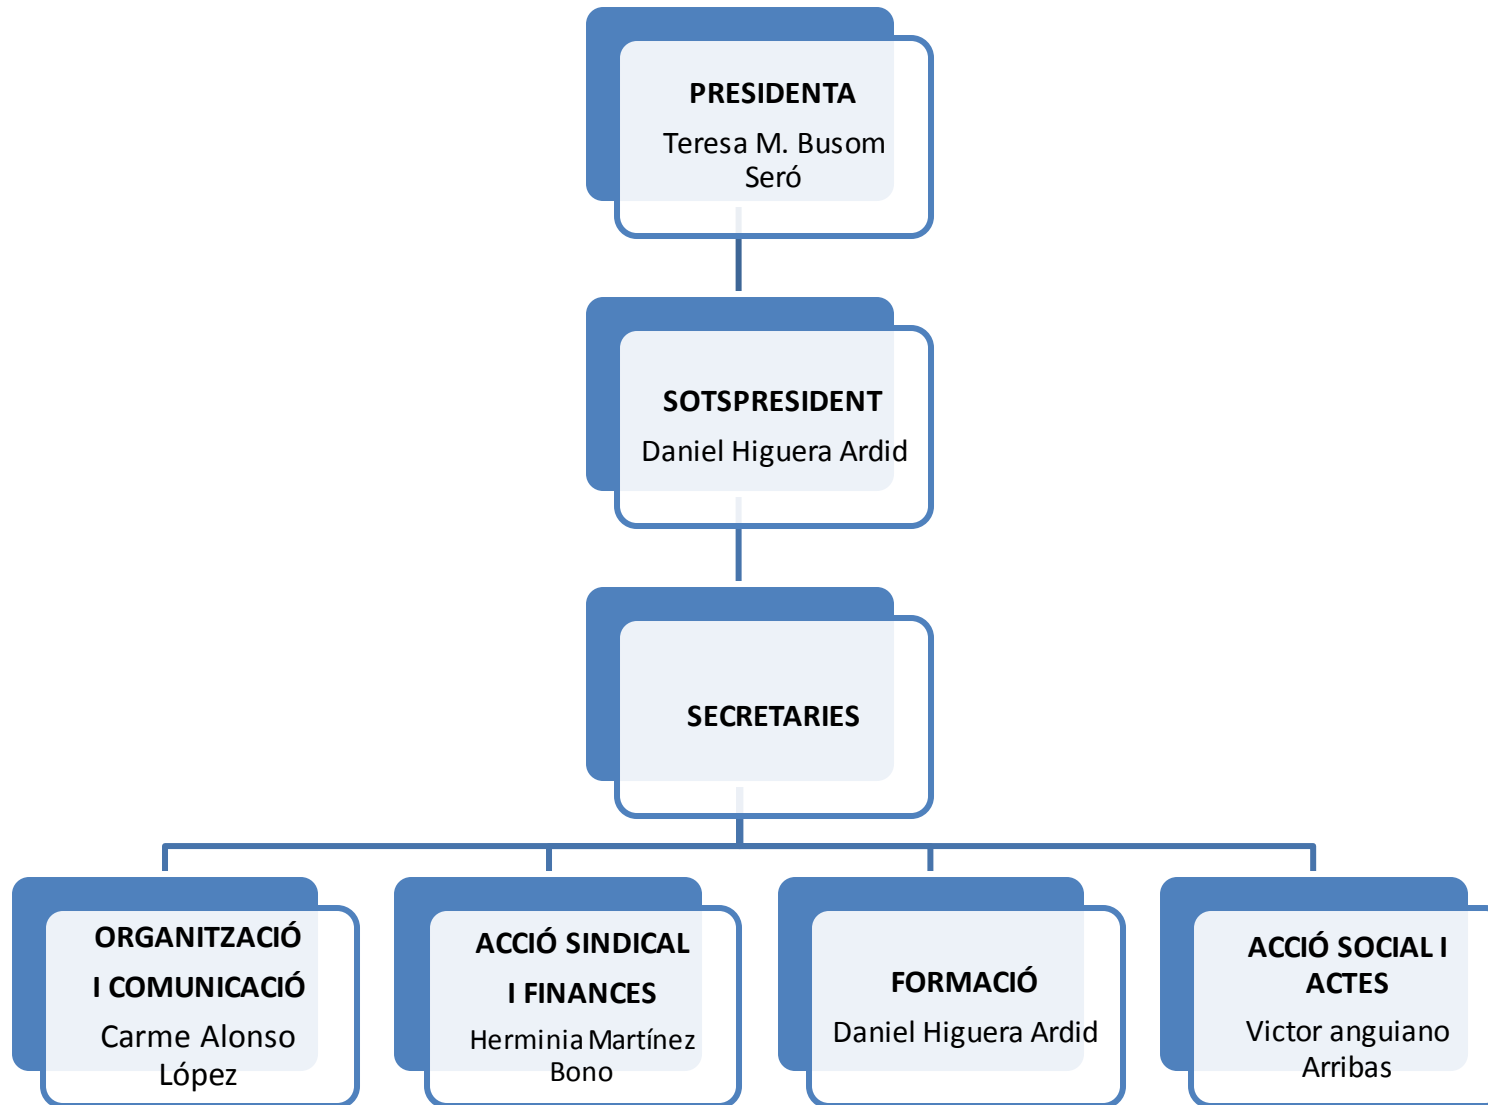 PRESIDENTA
Teresa M. Busom
Seró
SOTSPRESIDENT
Daniel Higuera Ardid
SECRETARIES
ORGANITZACIÓ
I COMUNICACIÓ
Carme Alonso
López
ACCIÓ SINDICAL
I FINANCES
Herminia Martínez
Bono
FORMACIÓ
Daniel Higuera Ardid
ACCIÓ SOCIAL I
ACTES
Victor anguiano
Arribas